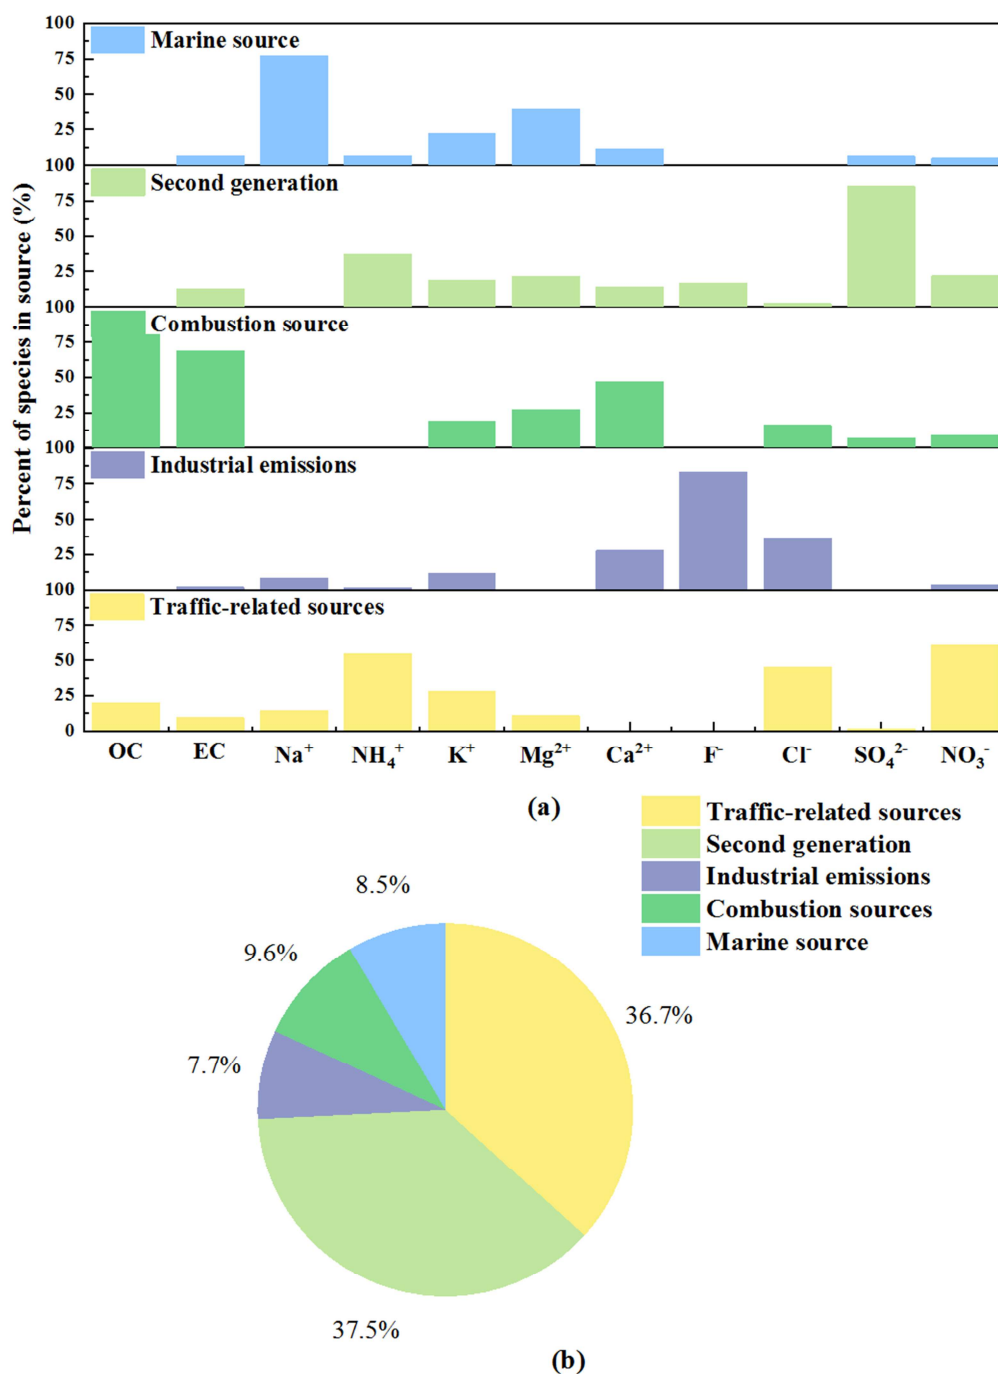 Percent of species in source (%)
100
Marine source
75
50
25
100
Second generation
75
50
25
100
Combustion source
75
50
25
100
Industrial emissions
75
50
25
100
Traffic-related sources
75
50
25
0
OC EC Na⁺ NH₄⁺ K⁺ Mg²⁺ Ca²⁺ F⁻ Cl⁻ SO₄²⁻ NO₃⁻
(a)
Traffic-related sources
Second generation
Industrial emissions
Combustion sources
Marine source
8.5%
9.6%
36.7%
7.7%
37.5%
(b)